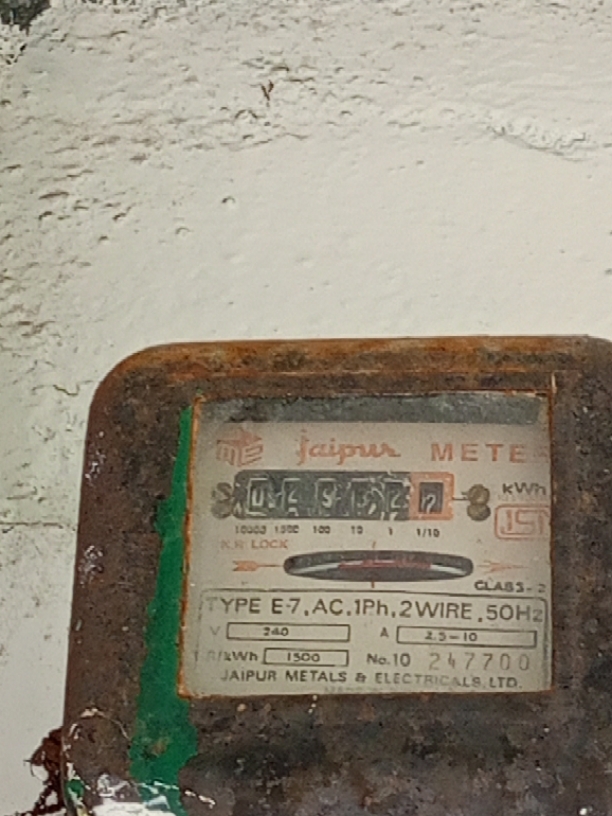 jaipur METE
kWh
10000 1000 100 10 1 1/10
LOCK
CLASS-2
TYPE E-7, AC. 1Ph, 2WIRE, 50Hz
V 240 A 2.5-10
R/kWh 1500 No.10 247700
JAIPUR METALS & ELECTRICALS, LTD.